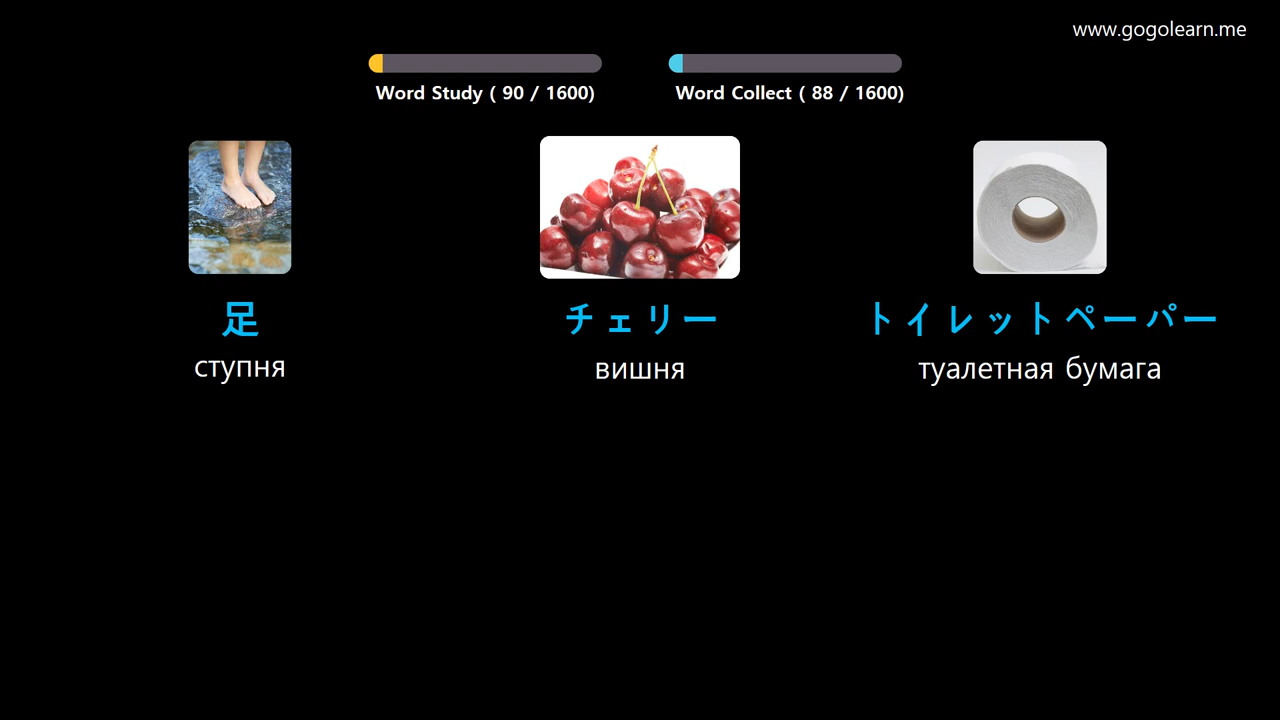 www.gogolearn.me
Word Study ( 90 / 1600)
Word Collect ( 88 / 1600)
足
チェリー
トイレットペーパー
ступня
вишня
туалетная бумага